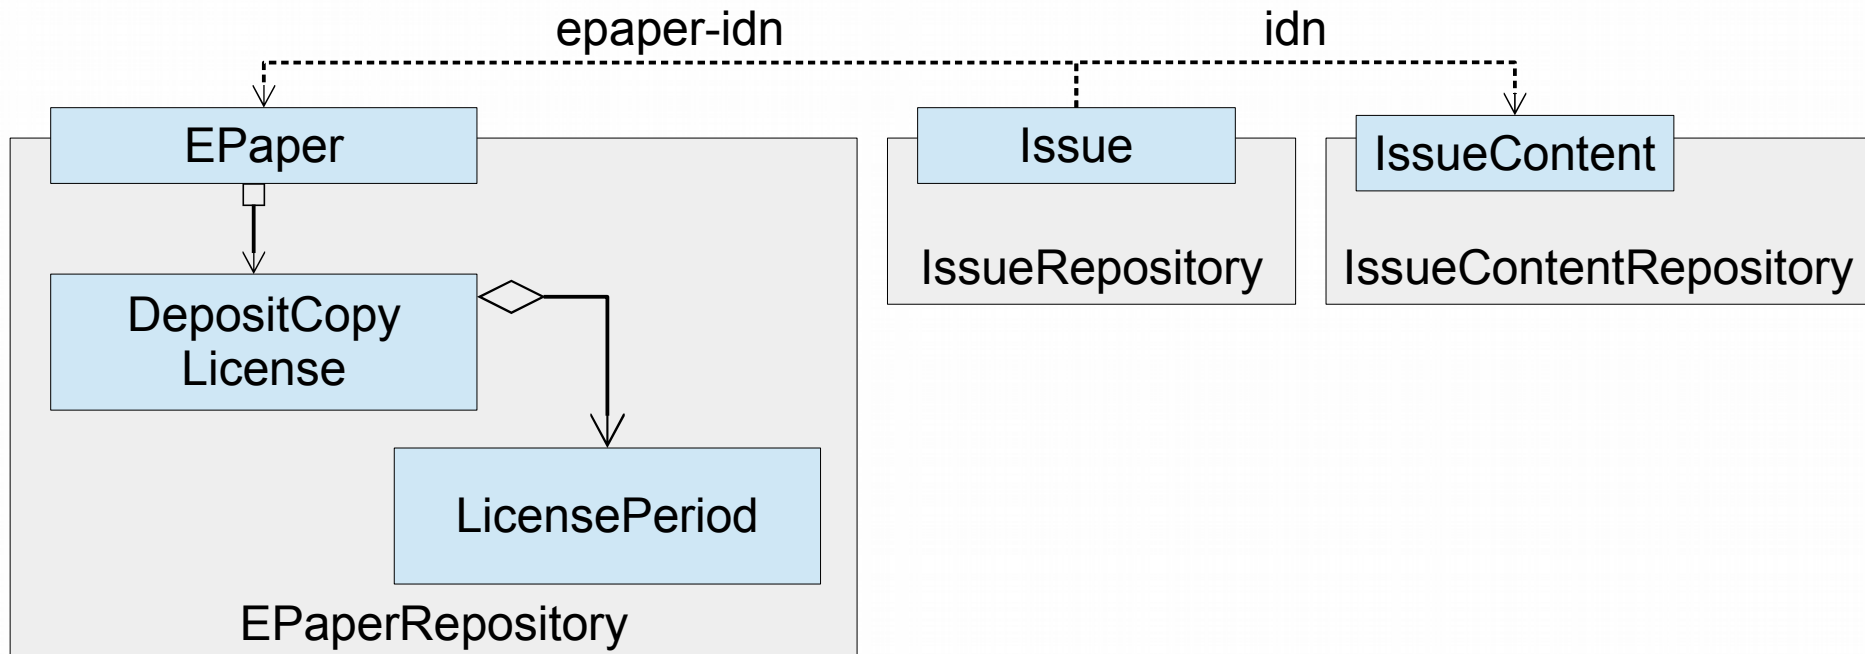 epaper-idn
idn
EPaper
Issue
IssueContent
IssueRepository
IssueContentRepository
DepositCopy
License
LicensePeriod
EPaperRepository